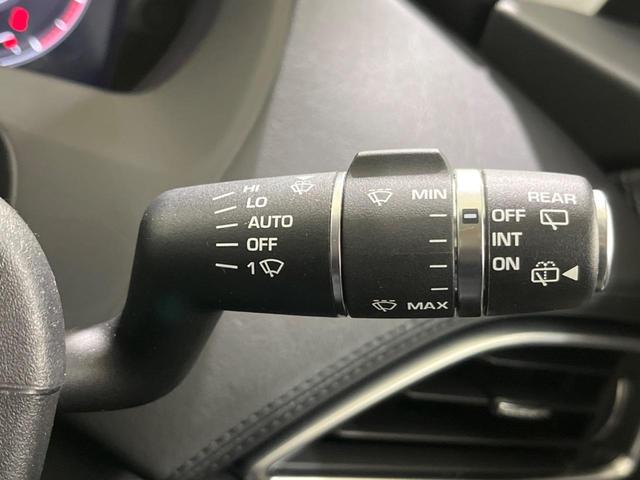 HI
LO
AUTO
OFF
1
MIN
MAX
REAR
OFF
INT
ON